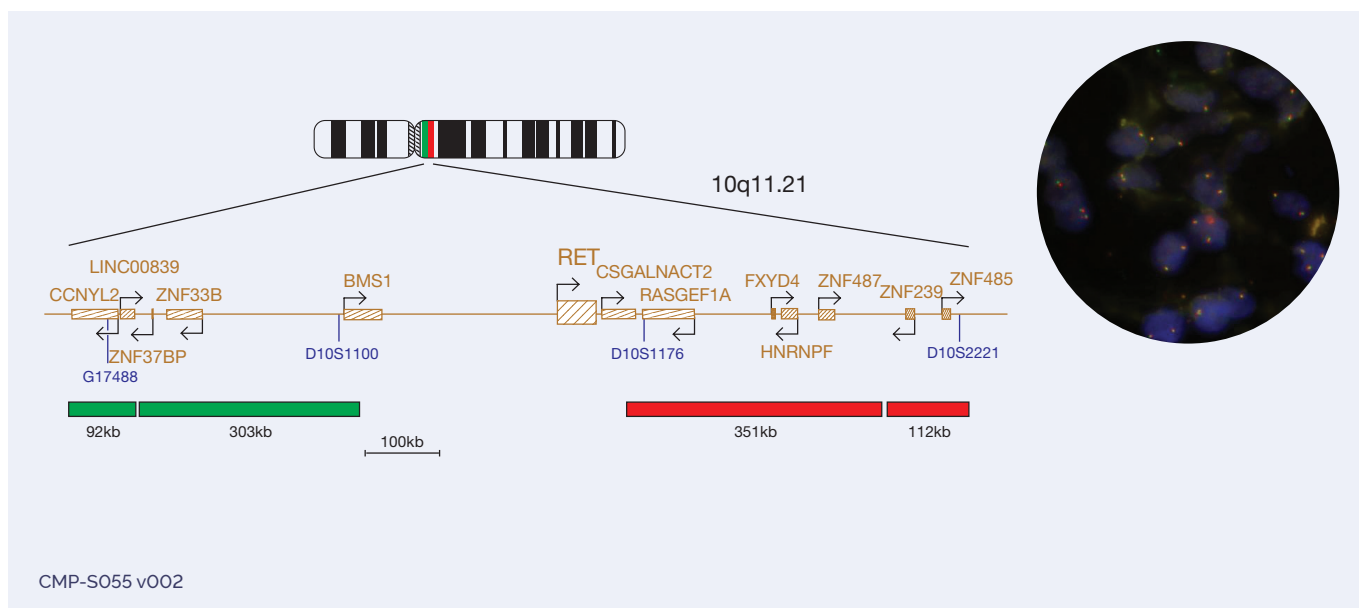 10q11.21
LINC00839
RET
CCNYL2
ZNF33B
BMS1
CSGALNACT2
RASGEF1A
FXYD4
ZNF487
ZNF239
ZNF485
ZNF37BP
G17488
D10S1100
D10S1176
HNRNPF
D10S2221
92kb
303kb
351kb
112kb
100kb
CMP-S055 v002